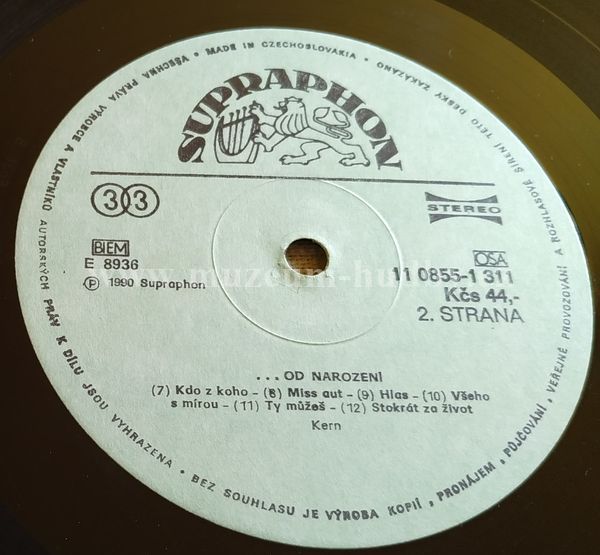 VŠECHNA PRÁVA VÝROBCE A VLASTNÍKŮ AUTORSKÝCH PRÁV K DÍLU JSOU VYHRAZENA • BEZ SOUHLASU JE VÝROBA KOPIÍ, PRONÁJEM, PŮJČOVÁNÍ, VEŘEJNÉ PROVOZOVÁNÍ A ROZHLASOVÉ ŠÍŘENÍ TÉTO DESKY ZAKÁZÁNO • MADE IN CZECHOSLOVAKIA •
SUPRAPHON
33
STEREO
BIEM
E 8936
OSA
11 0855-1 311
℗ 1990 Supraphon
Kčs 44,-
2. STRANA
...OD NAROZENÍ
(7) Kdo z koho - (8) Miss aut - (9) Hlas - (10) Všeho
s mírou - (11) Ty můžeš - (12) Stokrát za život
Kern